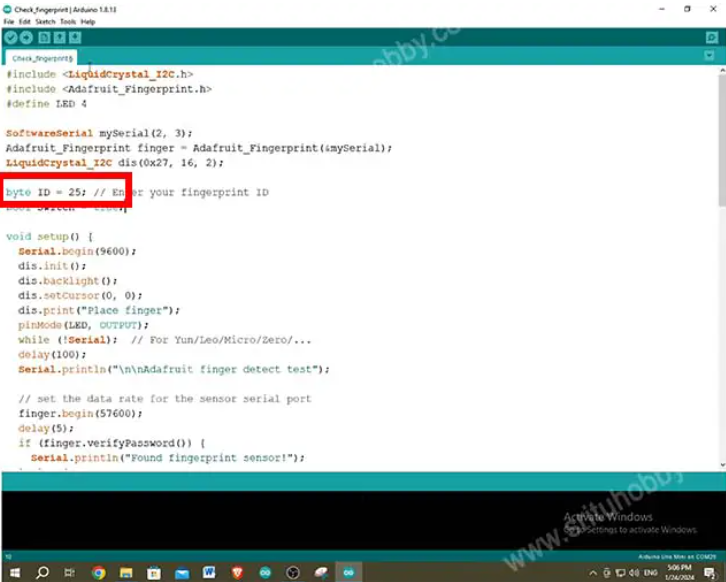 Check_fingerprint | Arduino 1.8.13
File Edit Sketch Tools Help
Check_fingerprint §
#include <LiquidCrystal_I2C.h>
#include <Adafruit_Fingerprint.h>
#define LED 4
SoftwareSerial mySerial(2, 3);
Adafruit_Fingerprint finger = Adafruit_Fingerprint(&mySerial);
LiquidCrystal_I2C dis(0x27, 16, 2);
byte ID = 25; // Enter your fingerprint ID
void setup() {
Serial.begin(9600);
dis.init();
dis.backlight();
dis.setCursor(0, 0);
dis.print("Place finger");
pinMode(LED, OUTPUT);
while (!Serial);  // For Yun/Leo/Micro/Zero/...
delay(100);
Serial.println("\n\nAdafruit finger detect test");
// set the data rate for the sensor serial port
finger.begin(57600);
delay(5);
if (finger.verifyPassword()) {
Serial.println("Found fingerprint sensor!");
Activate Windows
Go to Settings to activate Windows.
www.srituhobby.com
10
Arduino Uno Mini on COM26
ENG
5:06 PM
1/24/2024